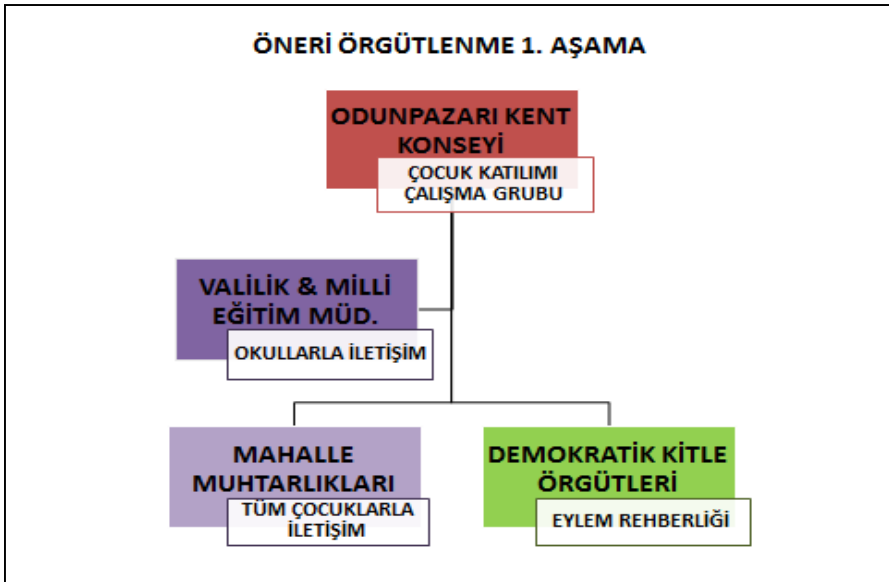 ÖNERİ ÖRGÜTLENME 1. AŞAMA
ODUNPAZARI KENT
KONSEYİ
ÇOCUK KATILIMI
ÇALIŞMA GRUBU
VALİLİK & MİLLİ
EĞİTİM MÜD.
OKULLARLA İLETİŞİM
MAHALLE
MUHTARLIKLARI
TÜM ÇOCUKLARLA
İLETİŞİM
DEMOKRATİK KİTLE
ÖRGÜTLERİ
EYLEM REHBERLİĞİ